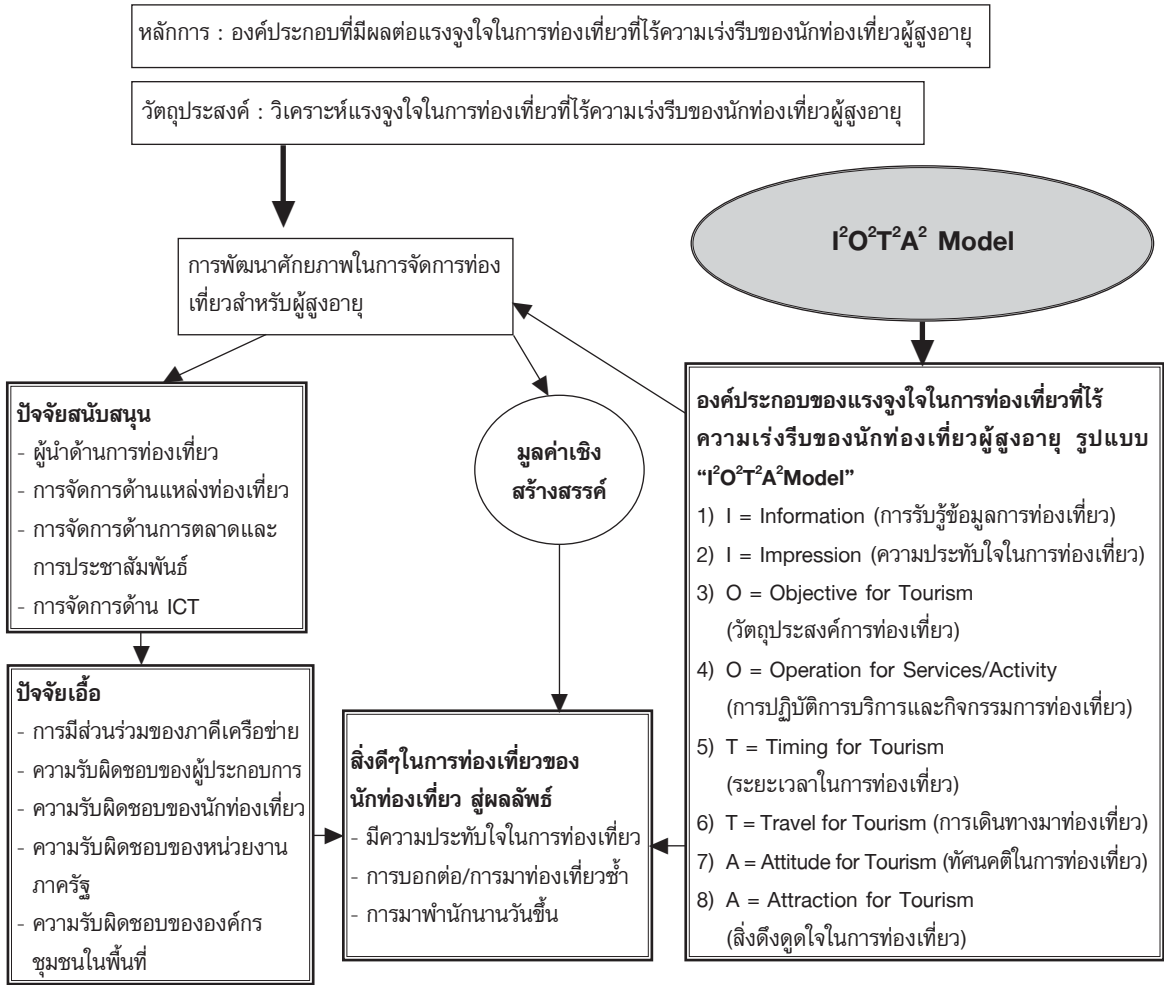 หลักการ : องค์ประกอบที่มีผลต่อแรงจูงใจในการท่องเที่ยวที่ไร้ความเร่งรีบของนักท่องเที่ยวผู้สูงอายุ
วัตถุประสงค์ : วิเคราะห์แรงจูงใจในการท่องเที่ยวที่ไร้ความเร่งรีบของนักท่องเที่ยวผู้สูงอายุ
I²O²T²A² Model
การพัฒนาศักยภาพในการจัดการท่อง
เที่ยวสำหรับผู้สูงอายุ
ปัจจัยสนับสนุน
- ผู้นำด้านการท่องเที่ยว
- การจัดการด้านแหล่งท่องเที่ยว
- การจัดการด้านการตลาดและ
การประชาสัมพันธ์
- การจัดการด้าน ICT
มูลค่าเชิง
สร้างสรรค์
องค์ประกอบของแรงจูงใจในการท่องเที่ยวที่ไร้
ความเร่งรีบของนักท่องเที่ยวผู้สูงอายุ รูปแบบ
“I²O²T²A²Model”
1) I = Information (การรับรู้ข้อมูลการท่องเที่ยว)
2) I = Impression (ความประทับใจในการท่องเที่ยว)
3) O = Objective for Tourism
(วัตถุประสงค์การท่องเที่ยว)
4) O = Operation for Services/Activity
(การปฏิบัติการบริการและกิจกรรมการท่องเที่ยว)
5) T = Timing for Tourism
(ระยะเวลาในการท่องเที่ยว)
6) T = Travel for Tourism (การเดินทางมาท่องเที่ยว)
7) A = Attitude for Tourism (ทัศนคติในการท่องเที่ยว)
8) A = Attraction for Tourism
(สิ่งดึงดูดใจในการท่องเที่ยว)
ปัจจัยเอื้อ
- การมีส่วนร่วมของภาคีเครือข่าย
- ความรับผิดชอบของผู้ประกอบการ
- ความรับผิดชอบของนักท่องเที่ยว
- ความรับผิดชอบของหน่วยงาน
ภาครัฐ
- ความรับผิดชอบขององค์กร
ชุมชนในพื้นที่
สิ่งดีๆในการท่องเที่ยวของ
นักท่องเที่ยว สู่ผลลัพธ์
- มีความประทับใจในการท่องเที่ยว
- การบอกต่อ/การมาท่องเที่ยวซ้ำ
- การมาพำนักนานวันขึ้น